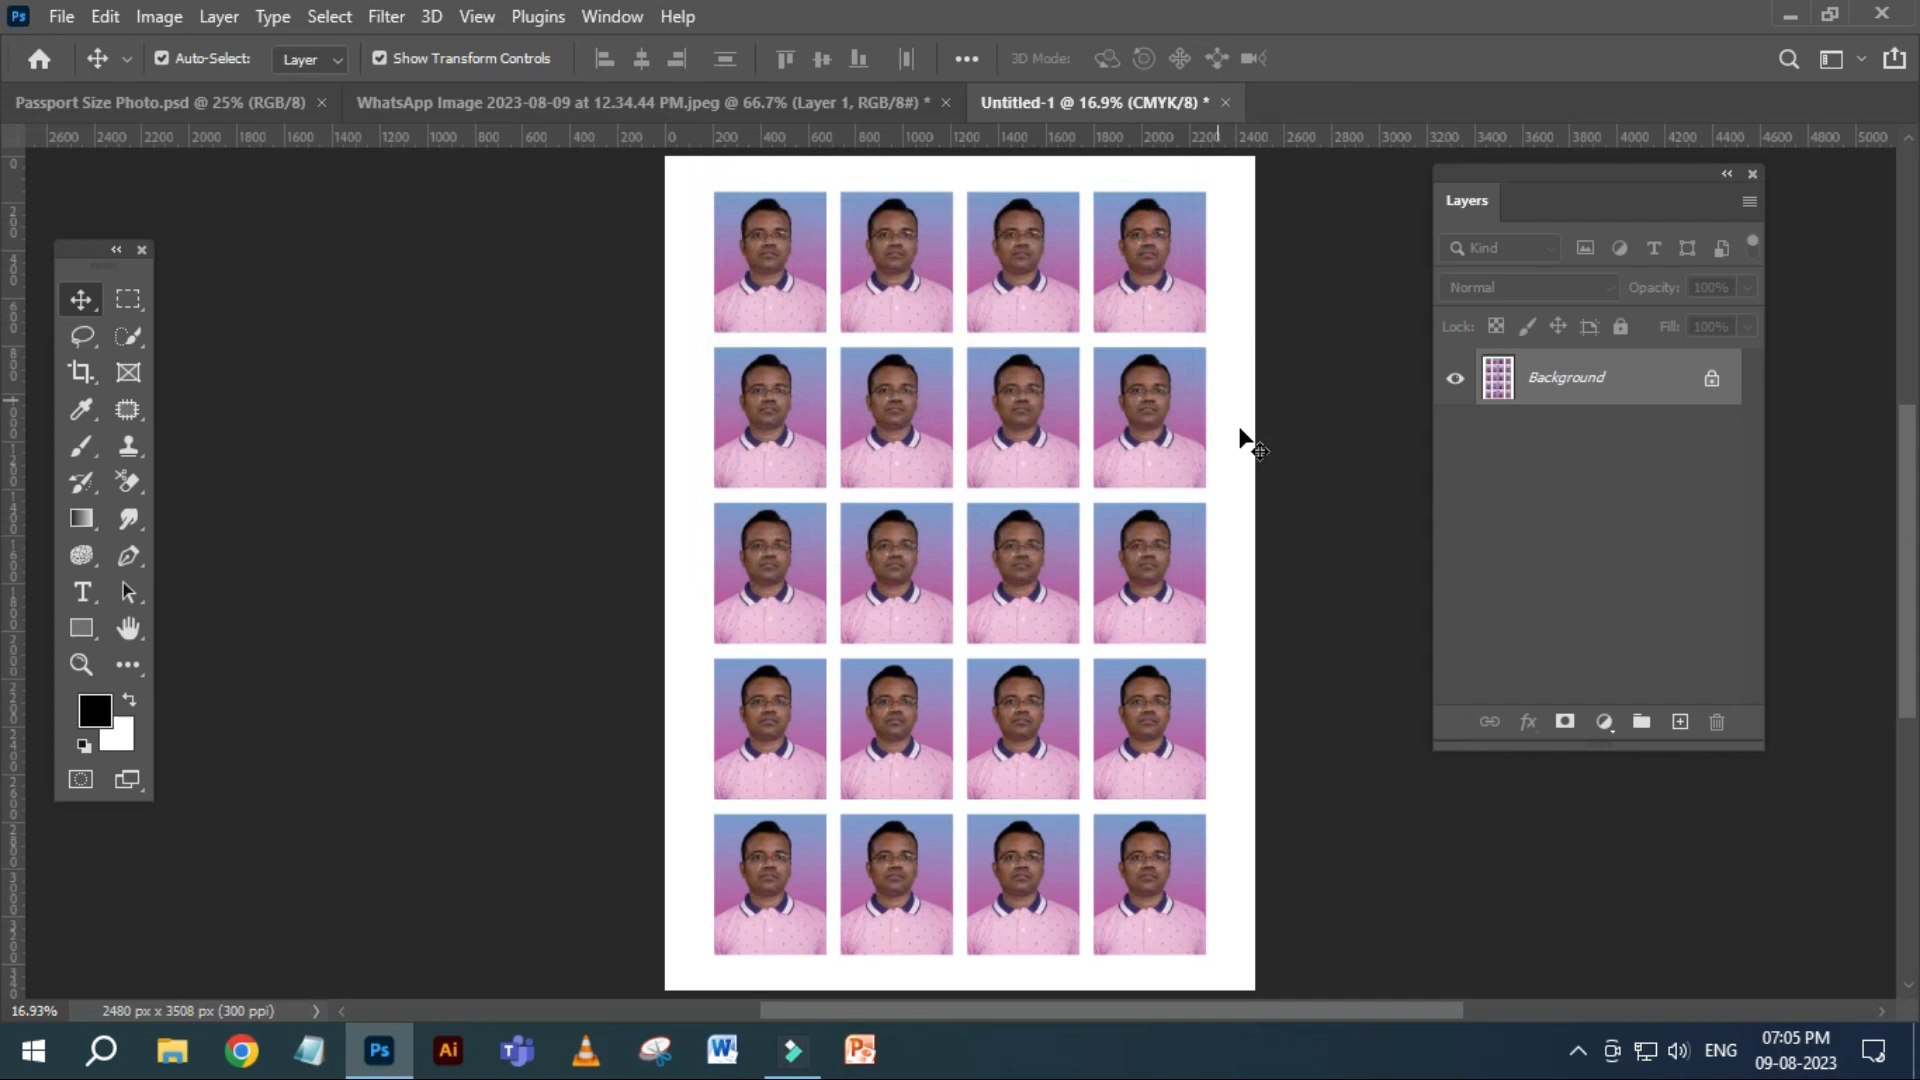 Ps File Edit Image Layer Type Select Filter 3D View Plugins Window Help
Auto-Select: Layer Show Transform Controls 3D Mode:
Passport Size Photo.psd @ 25% (RGB/8) × WhatsApp Image 2023-08-09 at 12.34.44 PM.jpeg @ 66.7% (Layer 1, RGB/8#) * × Untitled-1 @ 16.9% (CMYK/8) * ×
2600 2400 2200 2000 1800 1600 1400 1200 1000 800 600 400 200 0 200 400 600 800 1000 1200 1400 1600 1800 2000 2200 2400 2600 2800 3000 3200 3400 3600 3800 4000 4200 4400 4600 4800 5000
Layers
Kind
Normal Opacity: 100%
Lock: Fill: 100%
Background
16.93% 2480 px x 3508 px (300 ppi)
Ps Ai ENG 07:05 PM
09-08-2023